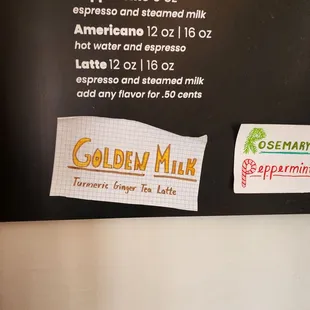 espresso and steamed milk
Americano 12 oz | 16 oz
hot water and espresso
Latte 12 oz | 16 oz
espresso and steamed milk
add any flavor for .50 cents
GOLDEN MILK
Turmeric Ginger Tea Latte
ROSEMARY
Peppermint